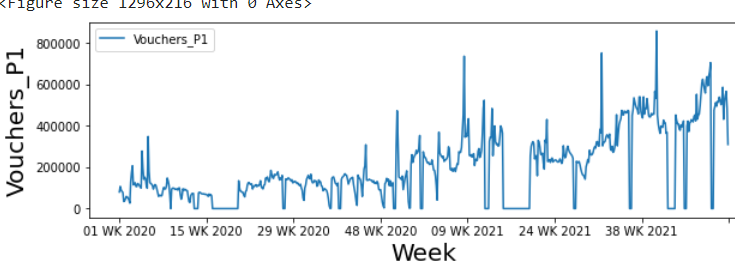 <Figure size 1296x216 with 0 Axes>
Vouchers_P1
800000
600000
400000
200000
0
Vouchers_P1
01 WK 2020 15 WK 2020 29 WK 2020 48 WK 2020 09 WK 2021 24 WK 2021 38 WK 2021
Week